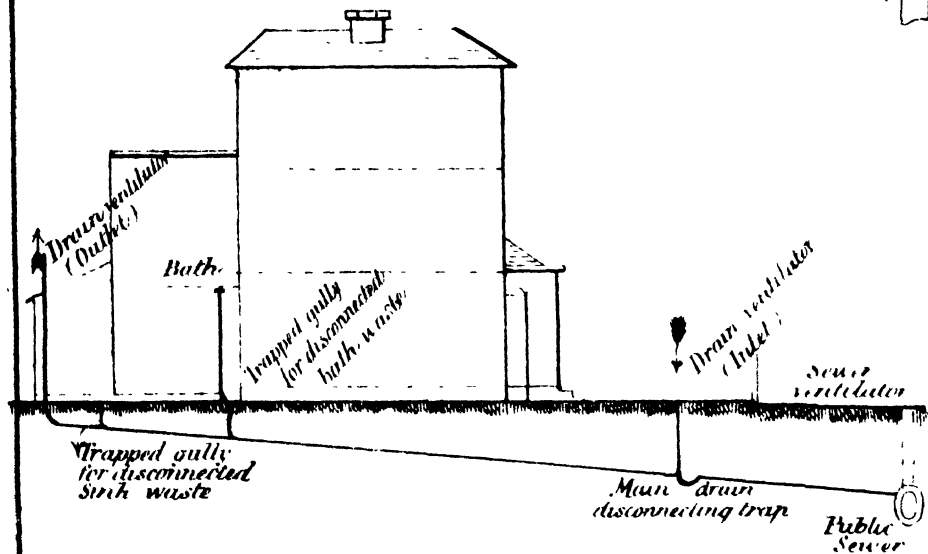 Drain ventilator
(Outlet)
Bath
Trapped gully
for disconnected
bath waste
Drain ventilator
(Inlet)
Sewer
ventilator
Trapped gully
for disconnected
Sink waste
Main drain
disconnecting trap
Public
Sewer